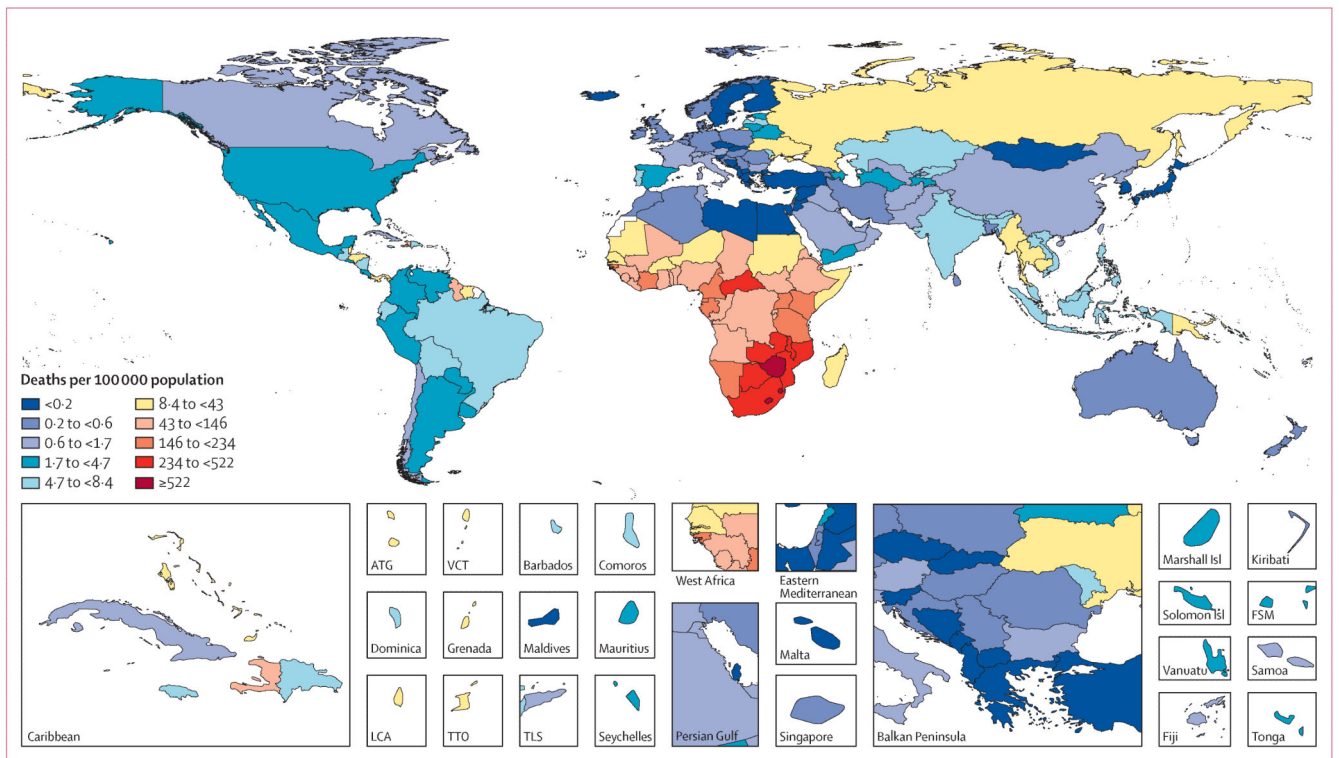 Deaths per 100 000 population
<0·2
0·2 to <0·6
0·6 to <1·7
1·7 to <4·7
4·7 to <8·4
8·4 to <43
43 to <146
146 to <234
234 to <522
≥522
Caribbean
ATG
VCT
Barbados
Comoros
Dominica
Grenada
Maldives
Mauritius
LCA
TTO
TLS
Seychelles
West Africa
Eastern
Mediterranean
Persian Gulf
Malta
Singapore
Balkan Peninsula
Marshall Isl
Kiribati
Solomon Isl
FSM
Vanuatu
Samoa
Fiji
Tonga